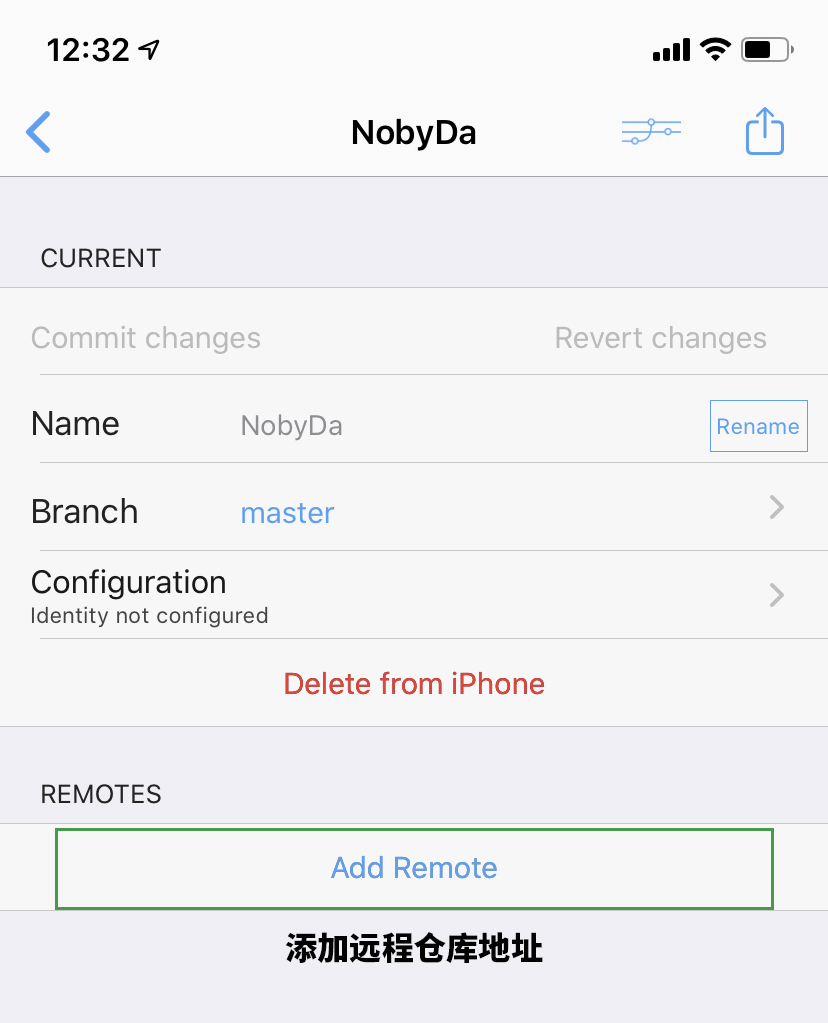 12:32
NobyDa
CURRENT
Commit changes Revert changes
Name NobyDa Rename
Branch master
Configuration
Identity not configured
Delete from iPhone
REMOTES
Add Remote
添加远程仓库地址